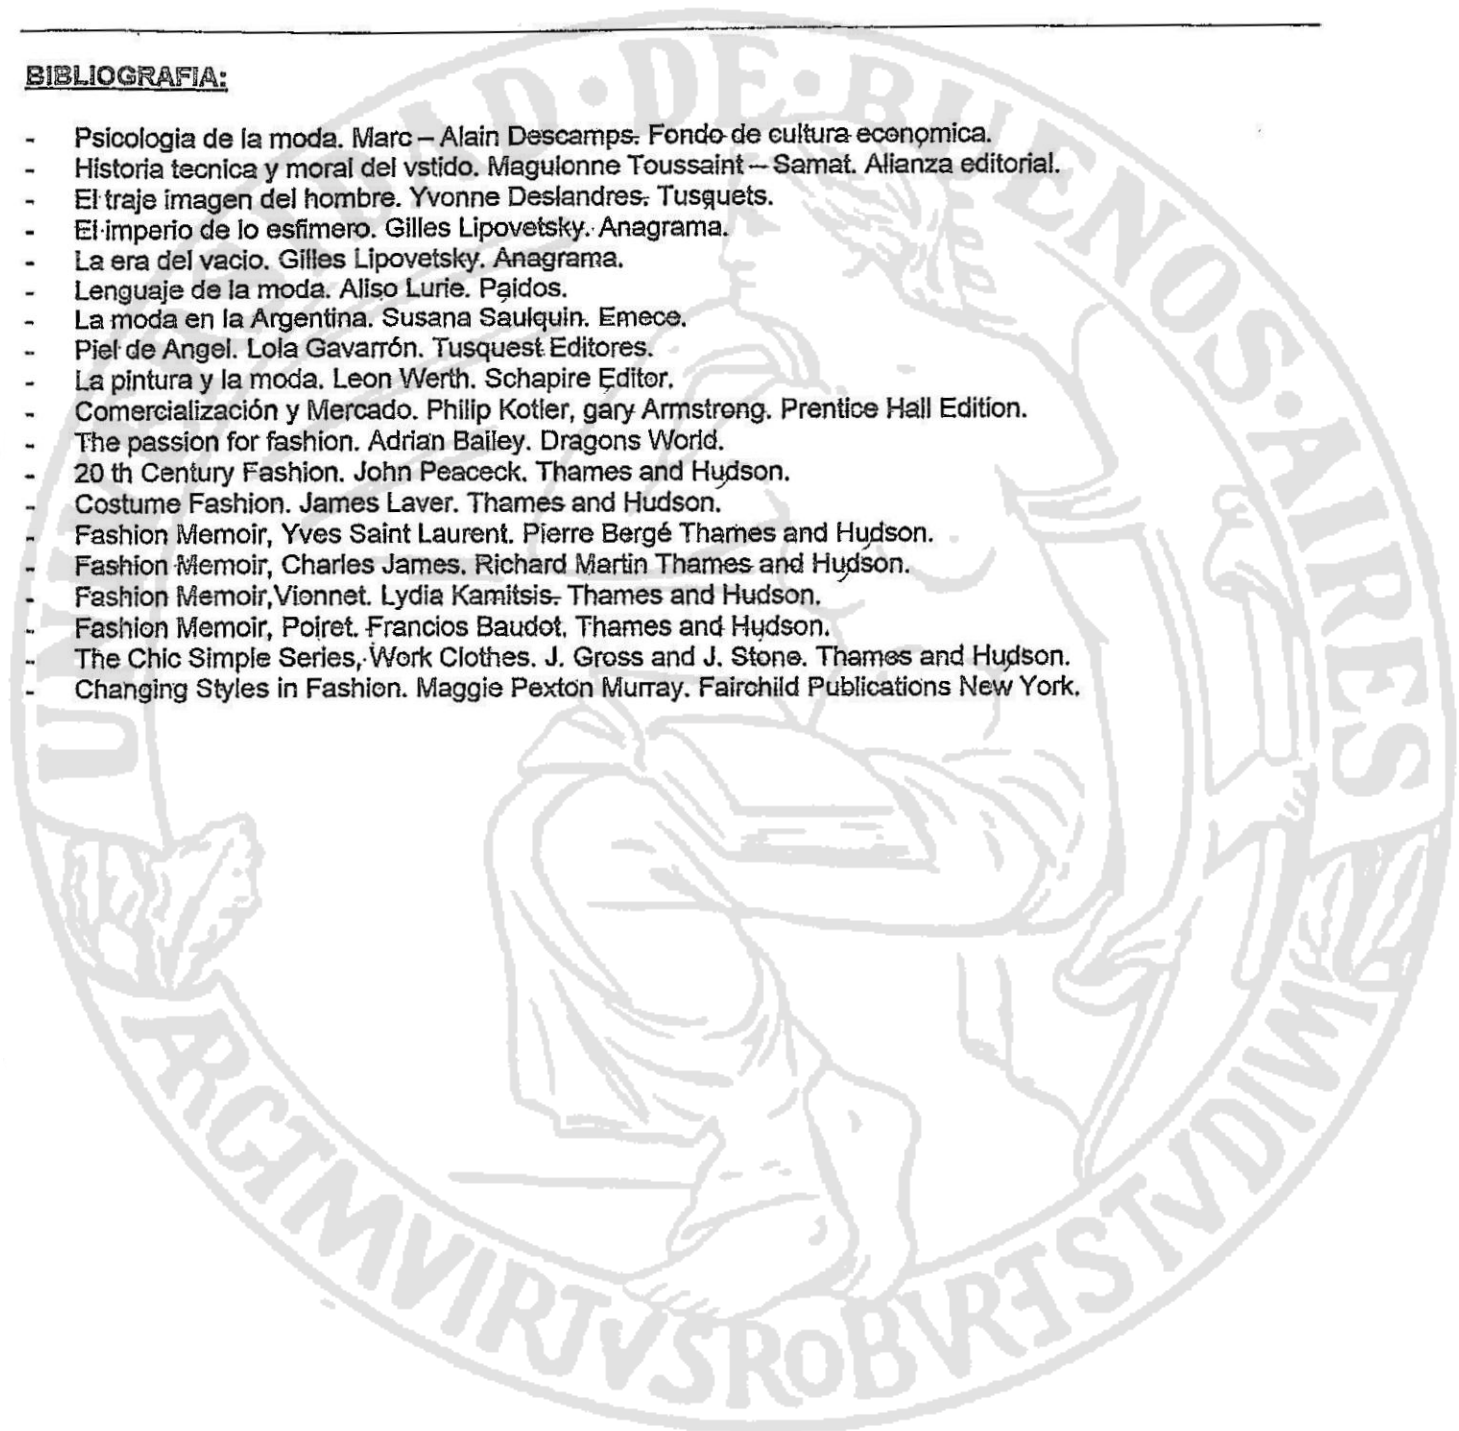 BIBLIOGRAFIA:
- Psicologia de la moda. Marc – Alain Descamps. Fondo de cultura economica.
- Historia tecnica y moral del vstido. Maguionne Toussaint – Samat. Alianza editorial.
- El traje imagen del hombre. Yvonne Deslandres. Tusquets.
- El imperio de lo esfimero. Gilles Lipovetsky. Anagrama.
- La era del vacio. Gilles Lipovetsky. Anagrama.
- Lenguaje de la moda. Aliso Lurie. Paidos.
- La moda en la Argentina. Susana Saulquin. Emece.
- Piel de Angel. Lola Gavarrón. Tusquest Editores.
- La pintura y la moda. Leon Werth. Schapire Editor.
- Comercialización y Mercado. Philip Kotler, gary Armstrong. Prentice Hall Edition.
- The passion for fashion. Adrian Bailey. Dragons World.
- 20 th Century Fashion. John Peaceck. Thames and Hudson.
- Costume Fashion. James Laver. Thames and Hudson.
- Fashion Memoir, Yves Saint Laurent. Pierre Bergé Thames and Hudson.
- Fashion Memoir, Charles James. Richard Martin Thames and Hudson.
- Fashion Memoir,Vionnet. Lydia Kamitsis. Thames and Hudson.
- Fashion Memoir, Poiret. Francios Baudot. Thames and Hudson.
- The Chic Simple Series, Work Clothes. J. Gross and J. Stone. Thames and Hudson.
- Changing Styles in Fashion. Maggie Pexton Murray. Fairchild Publications New York.
UNIVERSIDAD·DE·BUENOS·AIRES
ARGTMVIRTVSROBVRETSTVDIVM